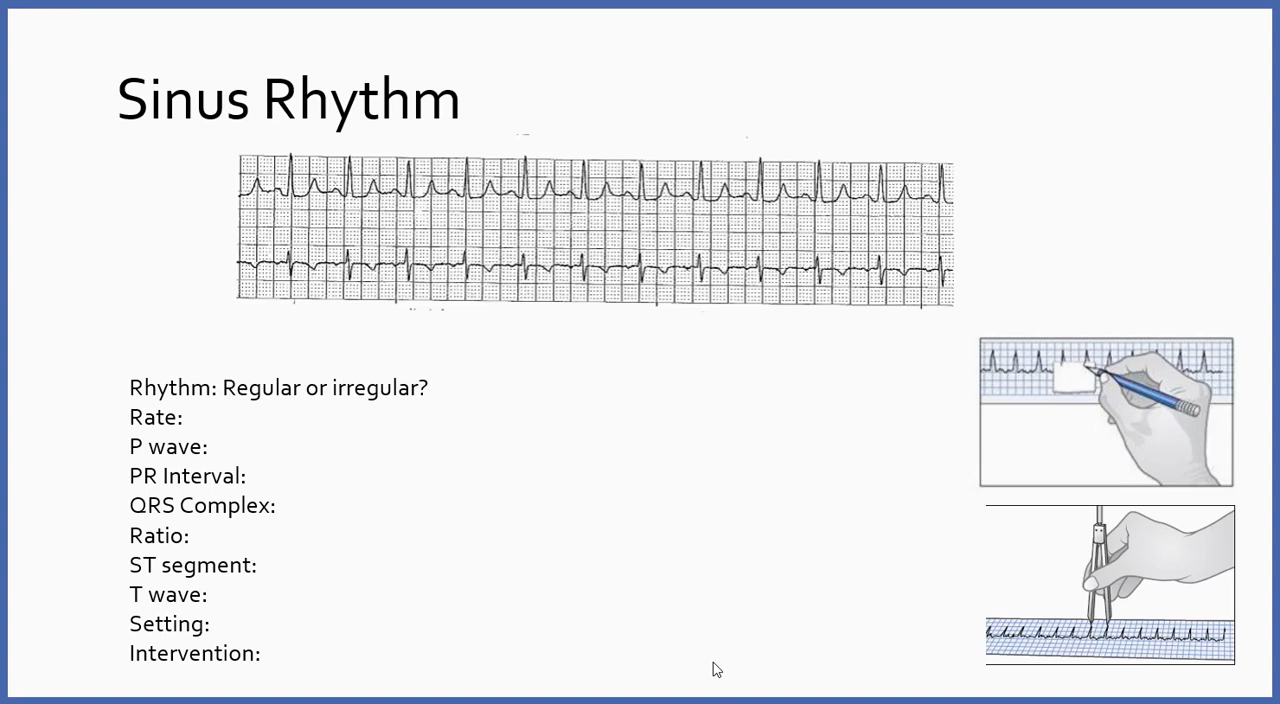 Sinus Rhythm
Rhythm: Regular or irregular?
Rate:
P wave:
PR Interval:
QRS Complex:
Ratio:
ST segment:
T wave:
Setting:
Intervention: